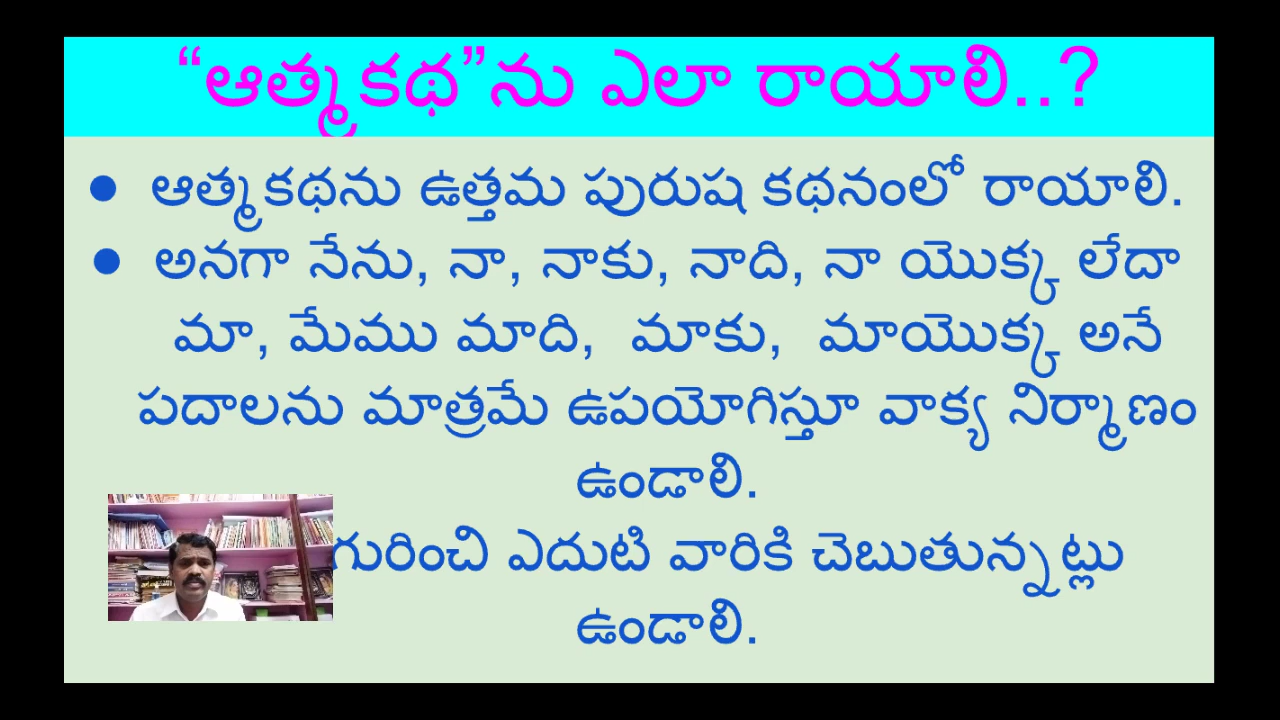 “ఆత్మకథ”ను ఎలా రాయాలి..?
● ఆత్మకథను ఉత్తమ పురుష కథనంలో రాయాలి.
● అనగా నేను, నా, నాకు, నాది, నా యొక్క లేదా
మా, మేము మాది, మాకు, మాయొక్క అనే
పదాలను మాత్రమే ఉపయోగిస్తూ వాక్య నిర్మాణం
ఉండాలి.
గురించి ఎదుటి వారికి చెబుతున్నట్లు
ఉండాలి.